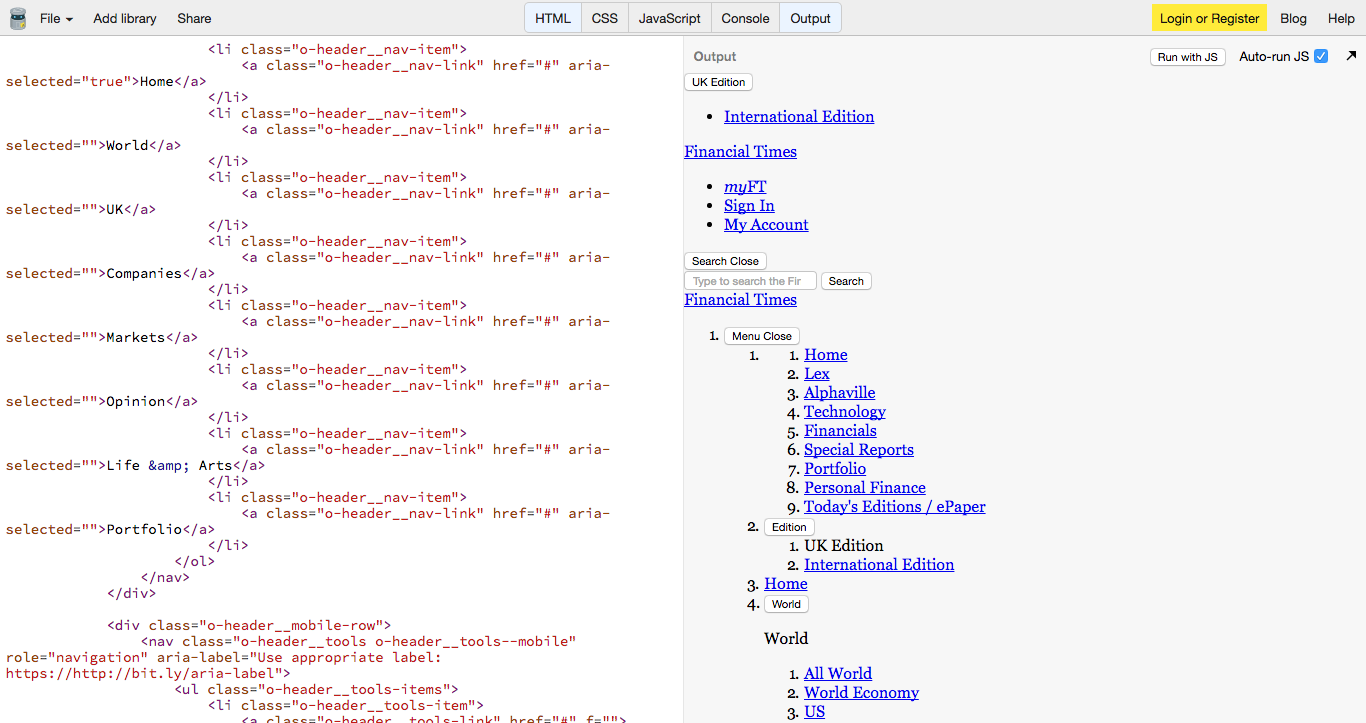 File
Add library
Share
HTML
CSS
JavaScript
Console
Output
Login or Register
Blog
Help
<li class="o-header__nav-item">
<a class="o-header__nav-link" href="#" aria-
selected="true">Home</a>
</li>
<li class="o-header__nav-item">
<a class="o-header__nav-link" href="#" aria-
selected="">World</a>
</li>
<li class="o-header__nav-item">
<a class="o-header__nav-link" href="#" aria-
selected="">UK</a>
</li>
<li class="o-header__nav-item">
<a class="o-header__nav-link" href="#" aria-
selected="">Companies</a>
</li>
<li class="o-header__nav-item">
<a class="o-header__nav-link" href="#" aria-
selected="">Markets</a>
</li>
<li class="o-header__nav-item">
<a class="o-header__nav-link" href="#" aria-
selected="">Opinion</a>
</li>
<li class="o-header__nav-item">
<a class="o-header__nav-link" href="#" aria-
selected="">Life &amp; Arts</a>
</li>
<li class="o-header__nav-item">
<a class="o-header__nav-link" href="#" aria-
selected="">Portfolio</a>
</li>
</ol>
</nav>
</div>
<div class="o-header__mobile-row">
<nav class="o-header__tools o-header__tools--mobile"
role="navigation" aria-label="Use appropriate label:
https://http://bit.ly/aria-label">
<ul class="o-header__tools-items">
<li class="o-header__tools-item">
<a class="o-header__tools-link" href="#" f="">
Output
Run with JS
Auto-run JS
UK Edition
• International Edition
Financial Times
• myFT
• Sign In
• My Account
Search Close
Type to search the Fir
Search
Financial Times
1. Menu Close
1. 1. Home
2. Lex
3. Alphaville
4. Technology
5. Financials
6. Special Reports
7. Portfolio
8. Personal Finance
9. Today's Editions / ePaper
2. Edition
1. UK Edition
2. International Edition
3. Home
4. World
World
1. All World
2. World Economy
3. US